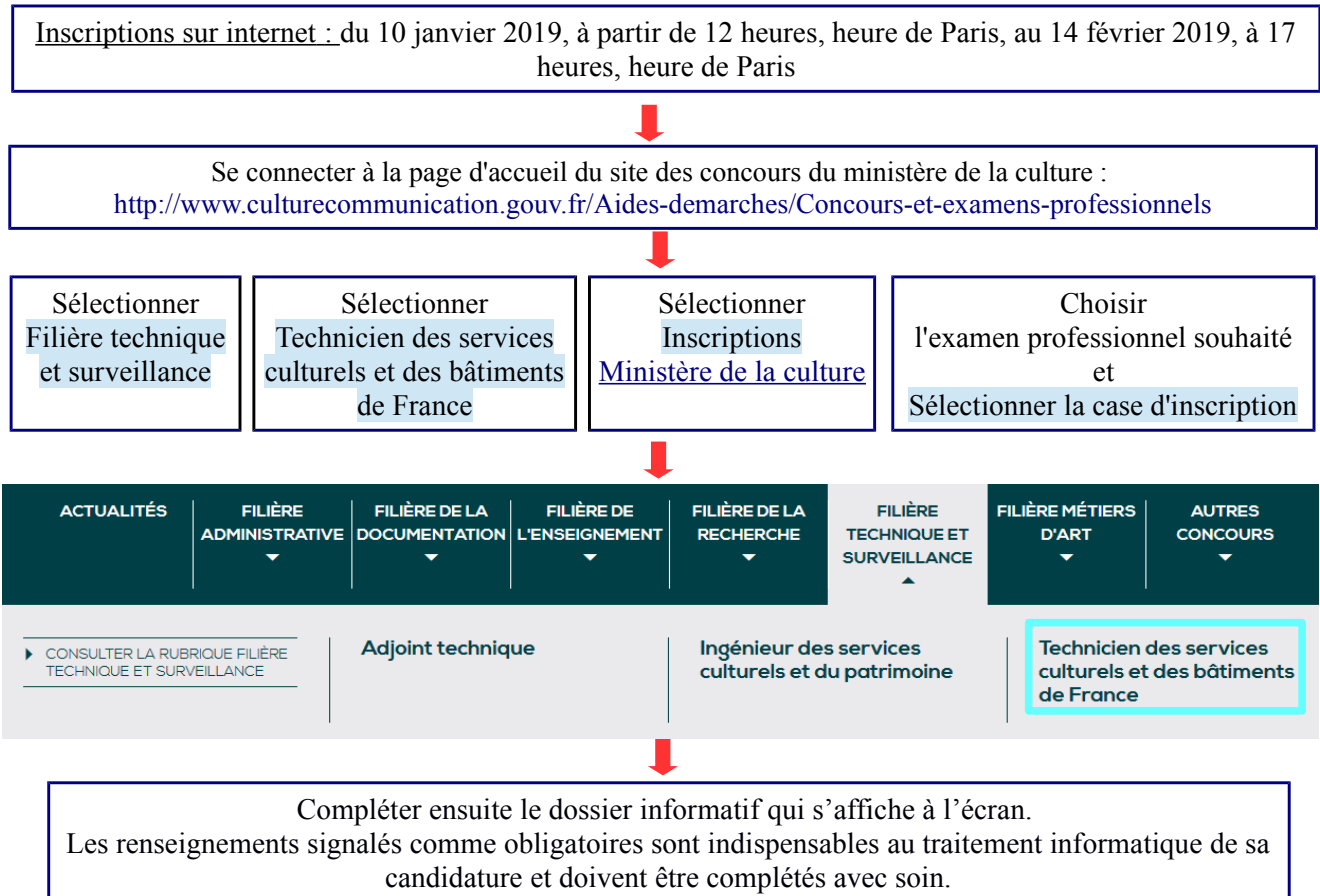 Inscriptions sur internet : du 10 janvier 2019, à partir de 12 heures, heure de Paris, au 14 février 2019, à 17
heures, heure de Paris
Se connecter à la page d'accueil du site des concours du ministère de la culture :
http://www.culturecommunication.gouv.fr/Aides-demarches/Concours-et-examens-professionnels
Sélectionner
Filière technique
et surveillance
Sélectionner
Technicien des services
culturels et des bâtiments
de France
Sélectionner
Inscriptions
Ministère de la culture
Choisir
l'examen professionnel souhaité
et
Sélectionner la case d'inscription
ACTUALITÉS
FILIÈRE
ADMINISTRATIVE
FILIÈRE DE LA
DOCUMENTATION
FILIÈRE DE
L'ENSEIGNEMENT
FILIÈRE DE LA
RECHERCHE
FILIÈRE
TECHNIQUE ET
SURVEILLANCE
FILIÈRE MÉTIERS
D'ART
AUTRES
CONCOURS
CONSULTER LA RUBRIQUE FILIÈRE
TECHNIQUE ET SURVEILLANCE
Adjoint technique
Ingénieur des services
culturels et du patrimoine
Technicien des services
culturels et des bâtiments
de France
Compléter ensuite le dossier informatif qui s’affiche à l’écran.
Les renseignements signalés comme obligatoires sont indispensables au traitement informatique de sa
candidature et doivent être complétés avec soin.